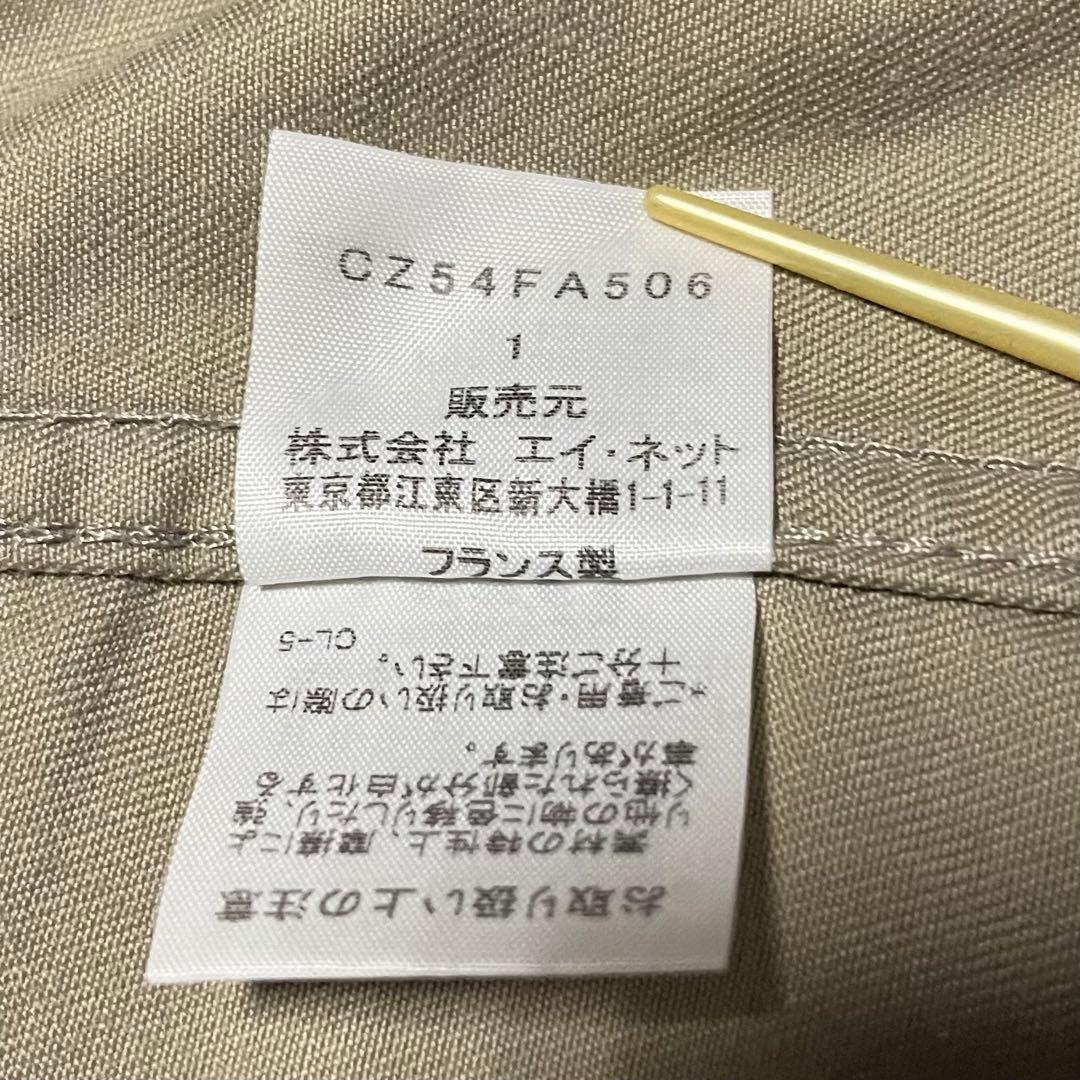 CZ54FA506
1
販売元
株式会社 エイ・ネット
東京都江東区新大橋1-1-11
フランス製
お取り扱い上の注意
素材の特性上、摩擦によ
り他の物に色移りしたり、強
く擦られた部分が白化する
事があります。
ご着用・お取り扱いの際は
十分ご注意下さい。
CL-5